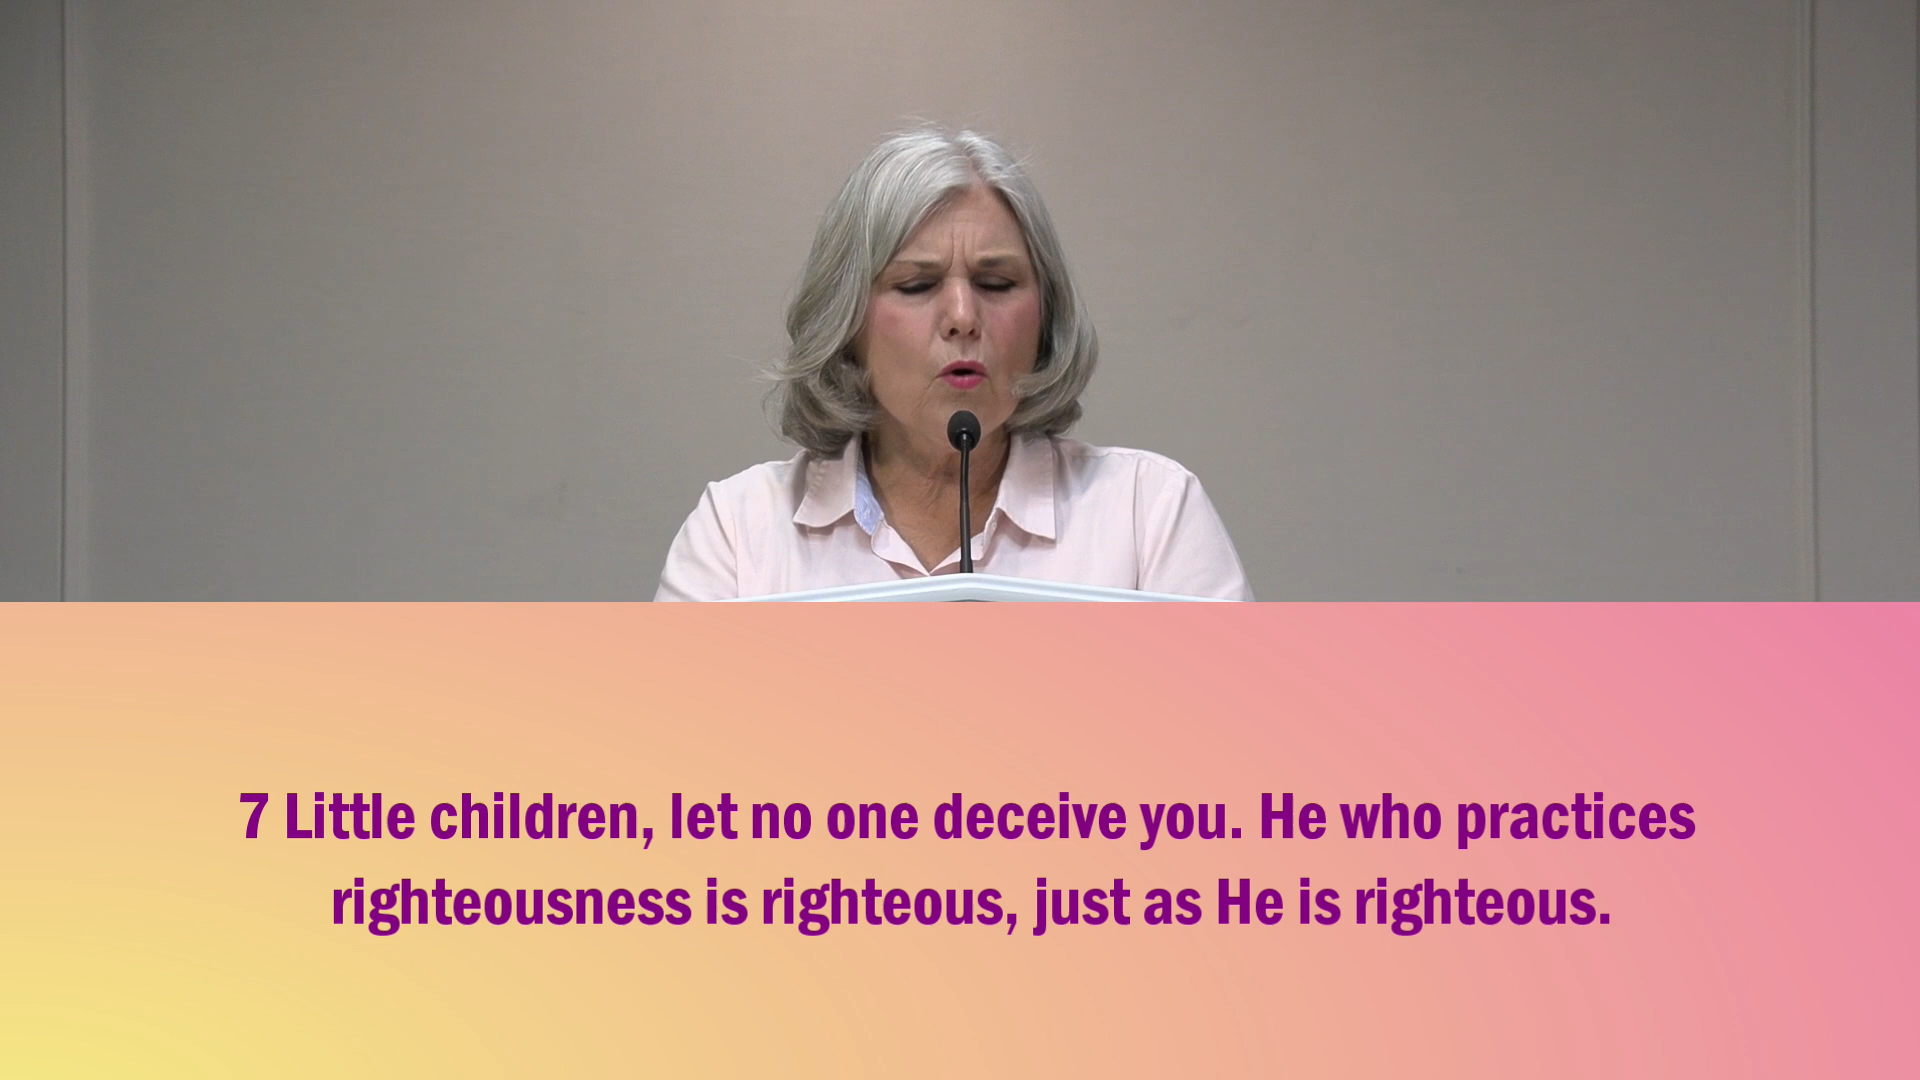 7 Little children, let no one deceive you. He who practices
righteousness is righteous, just as He is righteous.